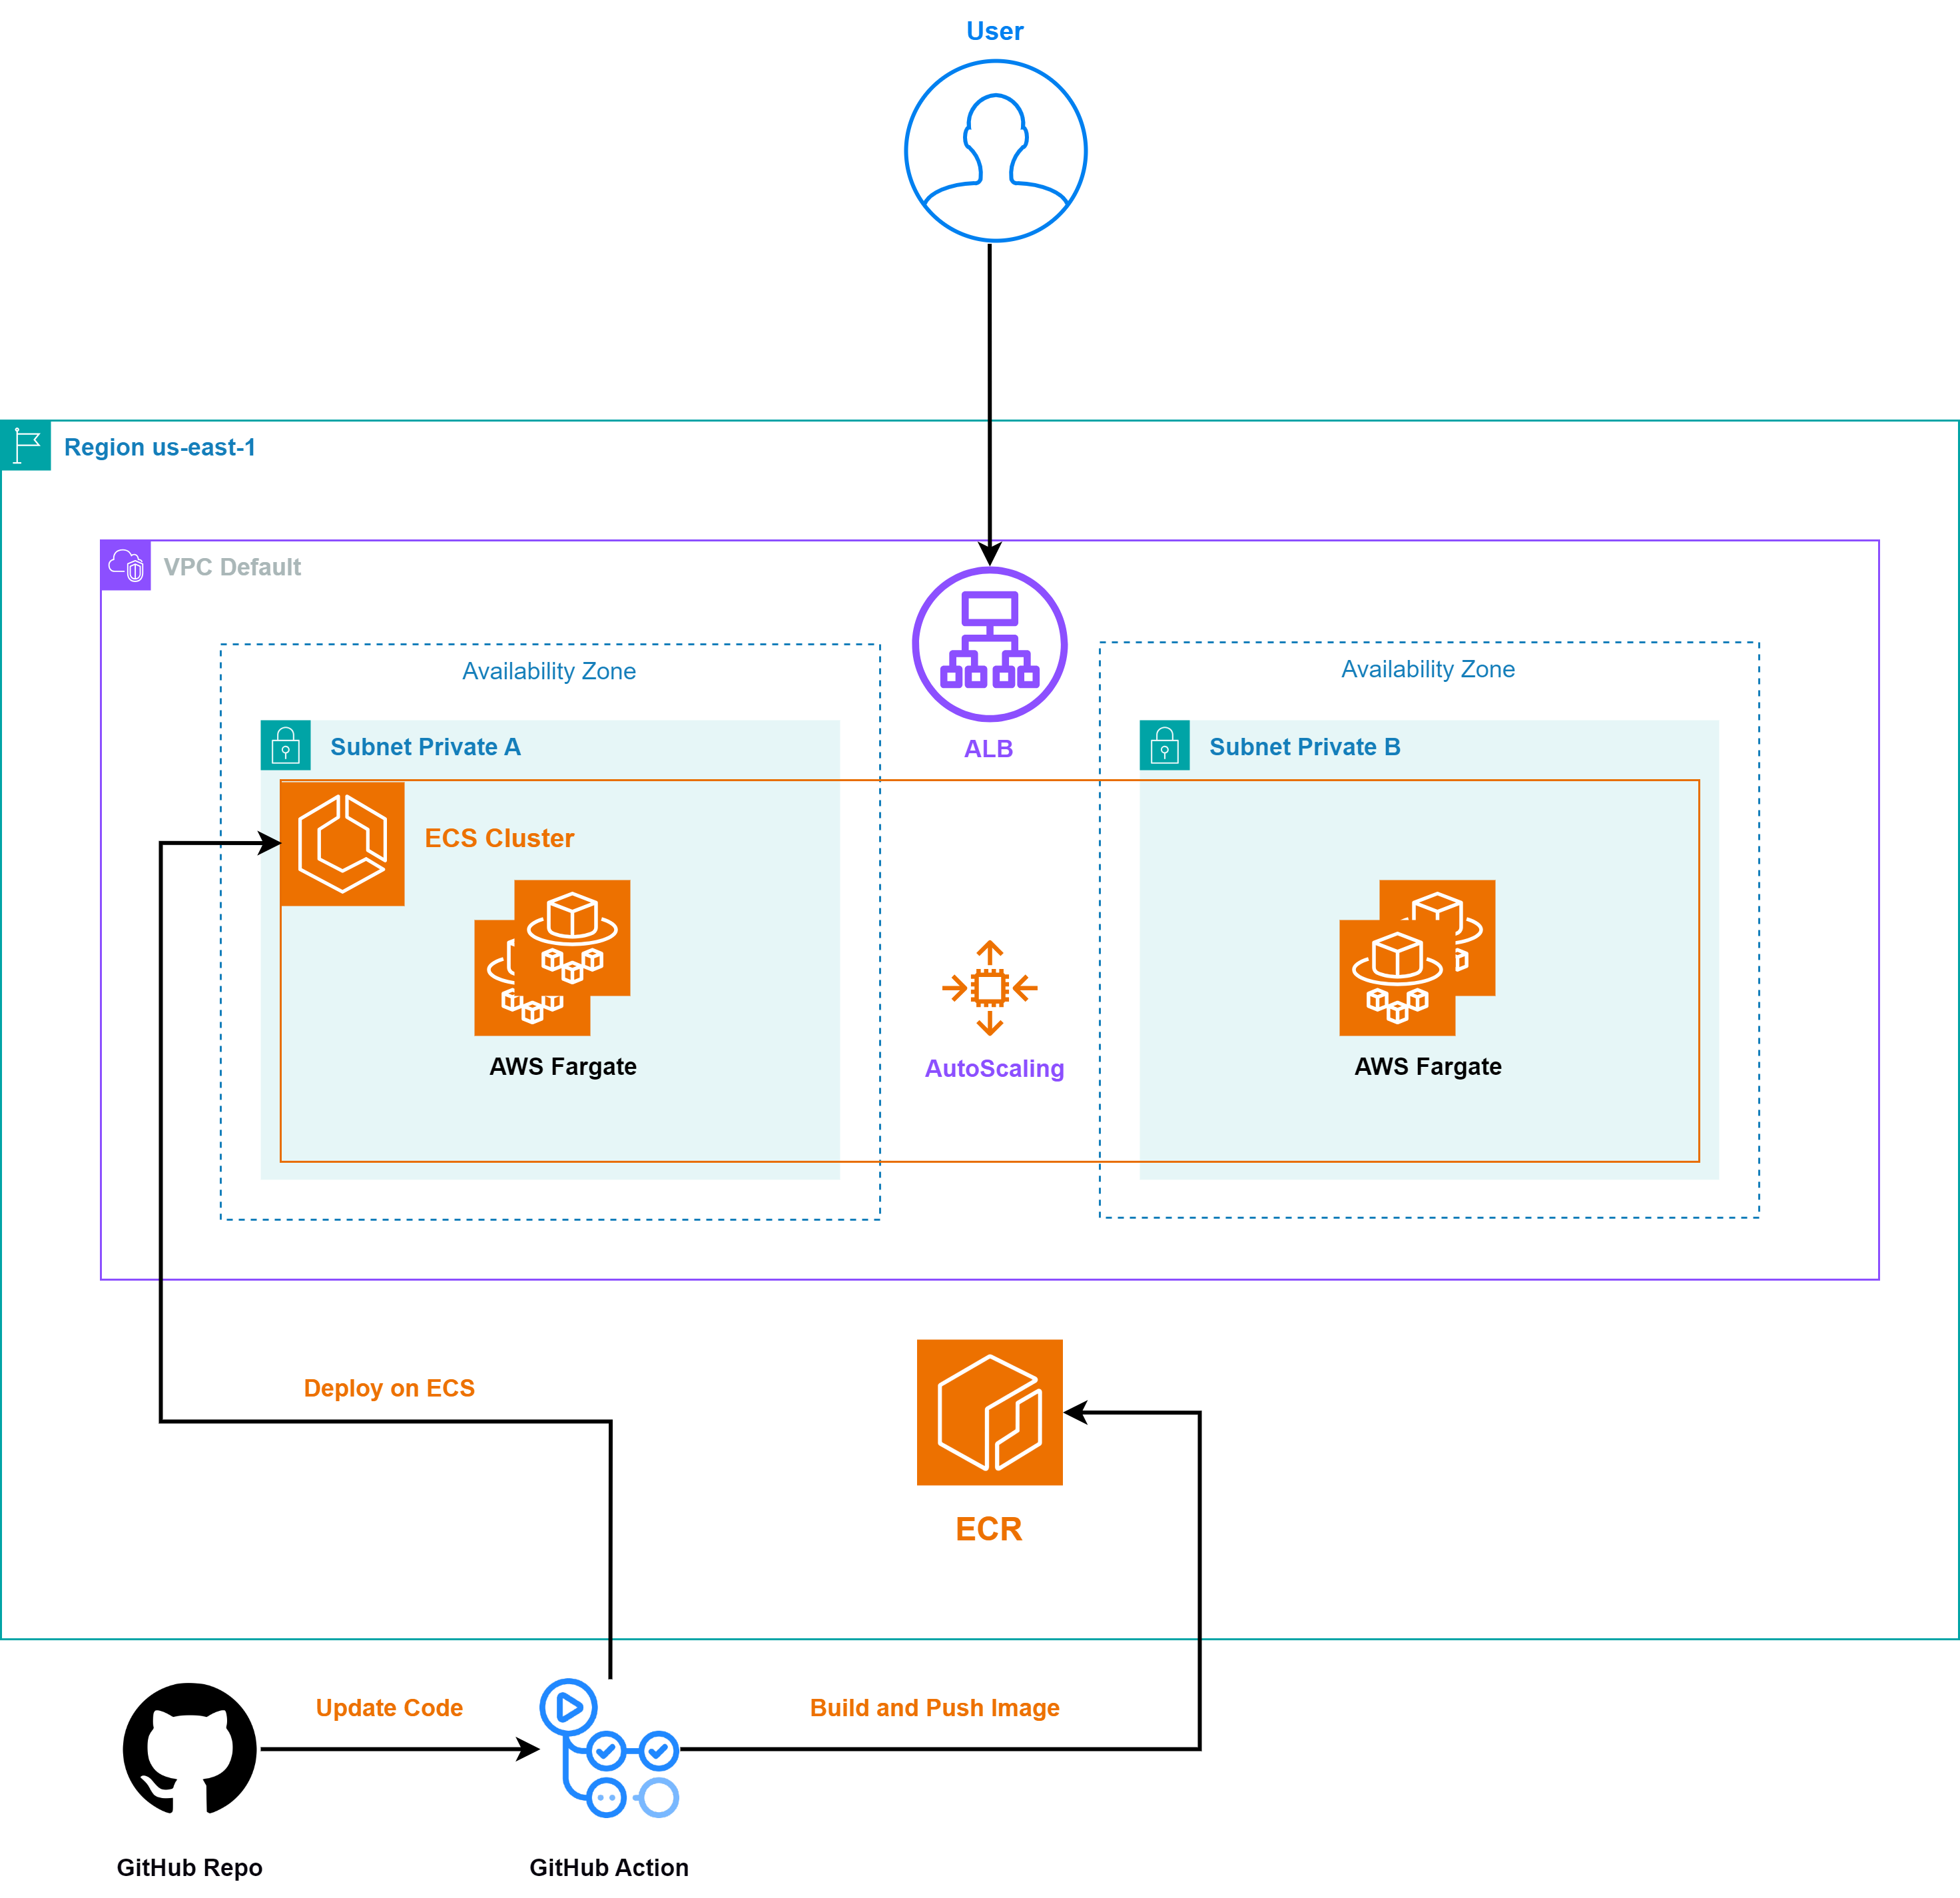 User
Region us-east-1
VPC Default
Availability Zone
Availability Zone
Subnet Private A
ALB
Subnet Private B
ECS Cluster
AWS Fargate
AutoScaling
AWS Fargate
Deploy on ECS
ECR
Update Code
Build and Push Image
GitHub Repo
GitHub Action